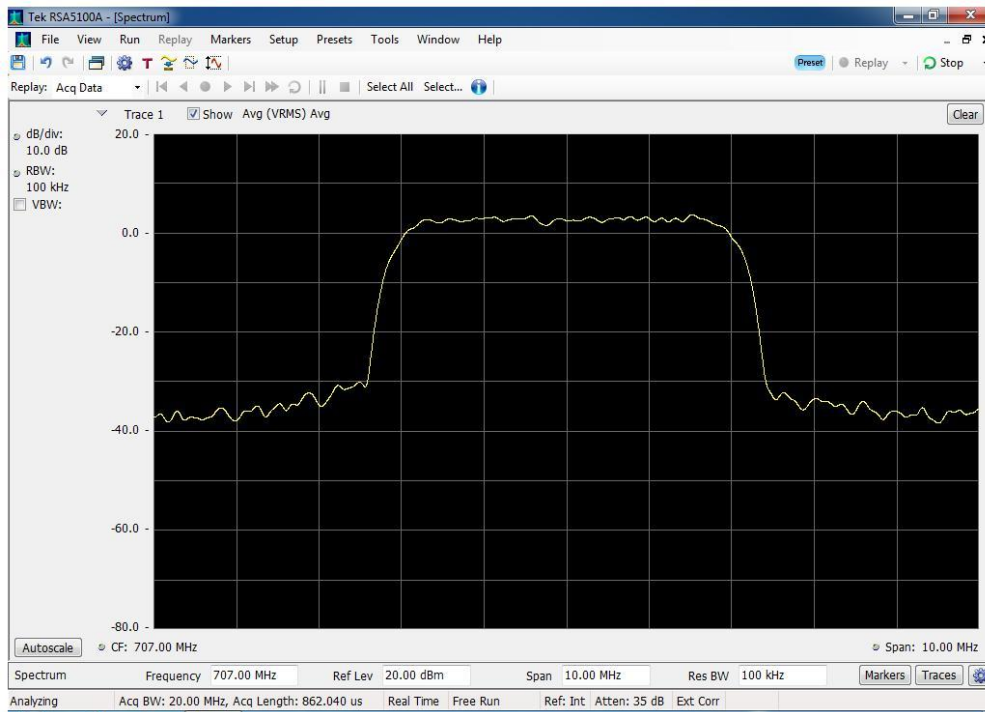 Tek RSA5100A - [Spectrum]
File View Run Replay Markers Setup Presets Tools Window Help
T
Preset Replay Stop
Replay: Acq Data Select All Select...
Trace 1 Show Avg (VRMS) Avg Clear
dB/div:
10.0 dB
RBW:
100 kHz
VBW:
20.0
0.0
-20.0
-40.0
-60.0
-80.0
Autoscale CF: 707.00 MHz Span: 10.00 MHz
Spectrum Frequency 707.00 MHz Ref Lev 20.00 dBm Span 10.00 MHz Res BW 100 kHz Markers Traces
Analyzing Acq BW: 20.00 MHz, Acq Length: 862.040 us Real Time Free Run Ref: Int Atten: 35 dB Ext Corr